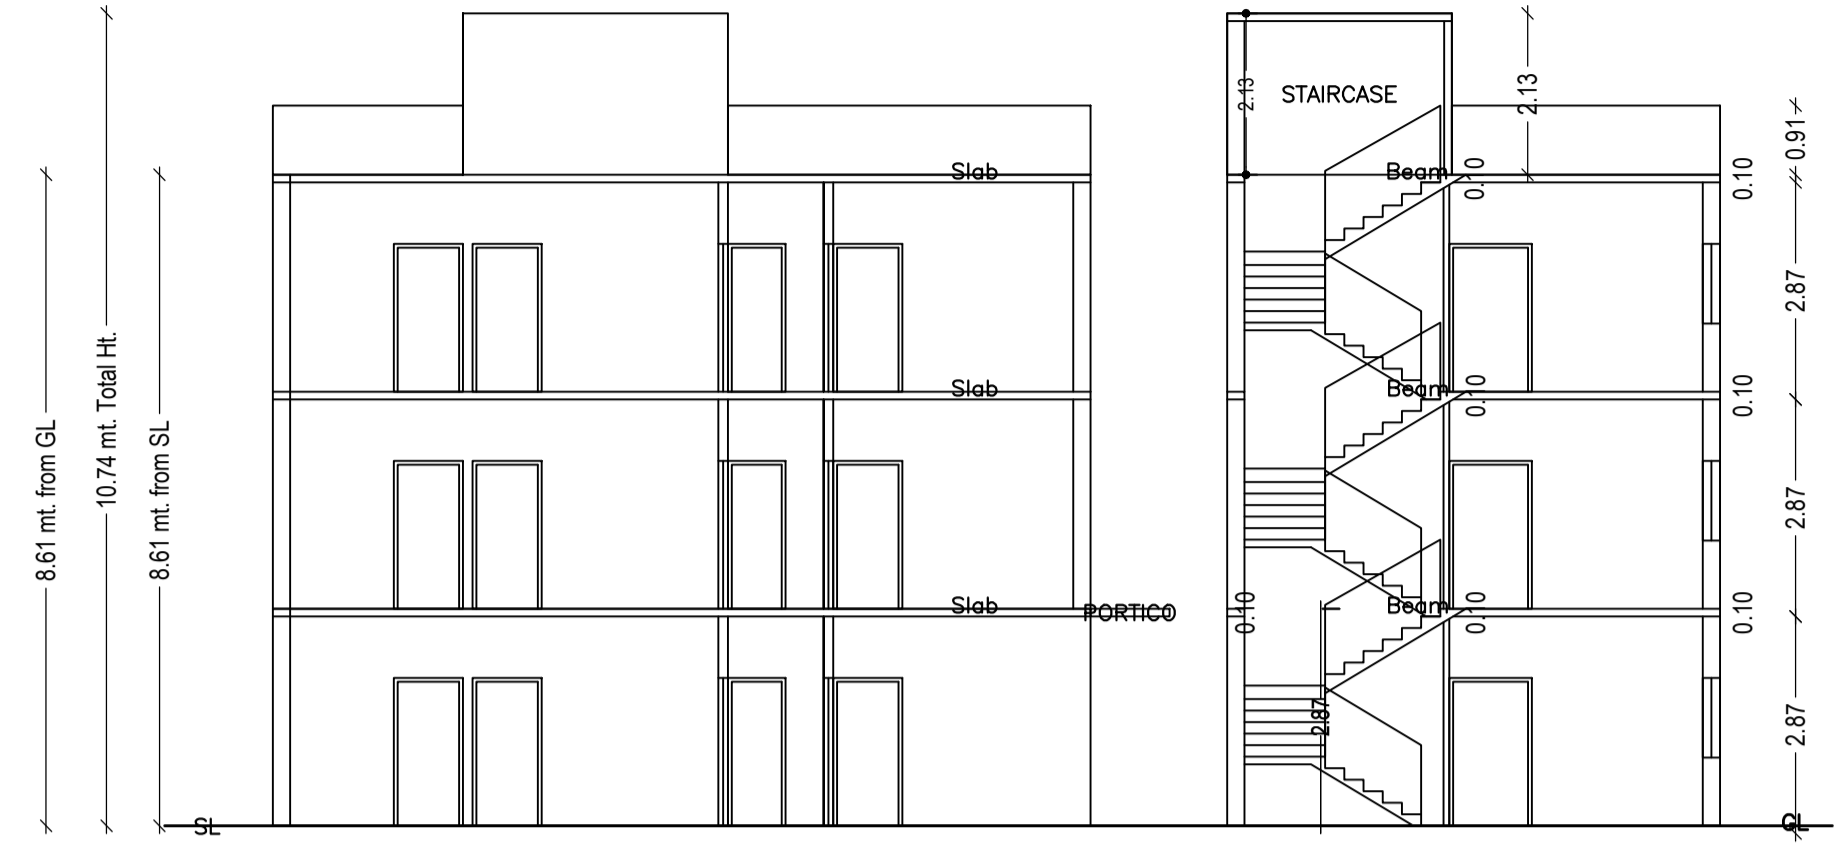 8.61 mt. from GL
10.74 mt. Total Ht.
8.61 mt. from SL
SL
Slab
Slab
Slab
PORTICO
2.13
STAIRCASE
2.13
0.91
Beam
0.10
0.10
2.87
Beam
0.10
0.10
2.87
0.10
Beam
0.10
0.10
2.87
2.87
GL